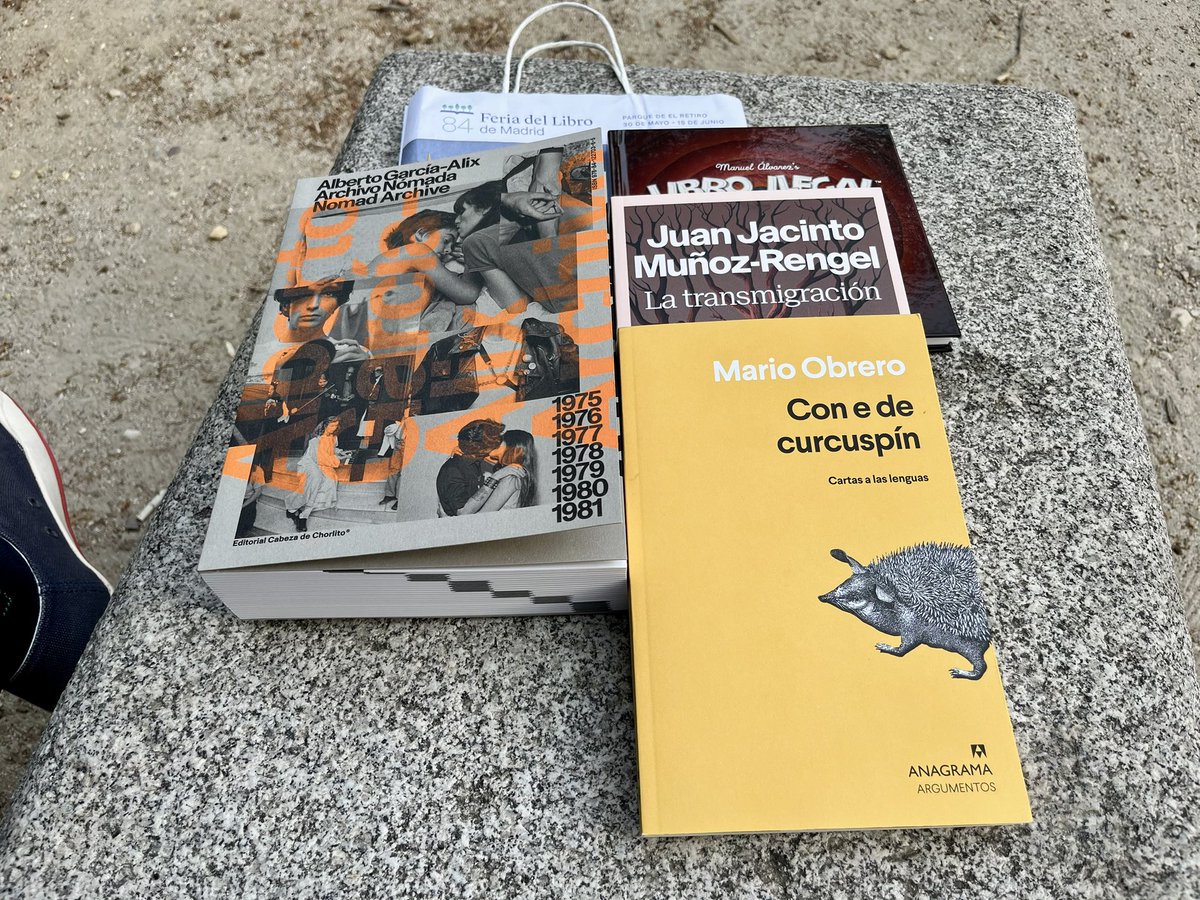 84
Feria del Libro
de Madrid
PARQUE DE EL RETIRO
30 DE MAYO - 15 DE JUNIO
Alberto García-Alix
Archivo Nómada
Nomad Archive
1975
1976
1977
1978
1979
1980
1981
Editorial Cabeza de Chorlito®
Manuel Álvarez's
LIBRO ILEGAL™
Juan Jacinto
Muñoz-Rengel
La transmigración
Mario Obrero
Con e de
curcuspín
Cartas a las lenguas
ANAGRAMA
ARGUMENTOS